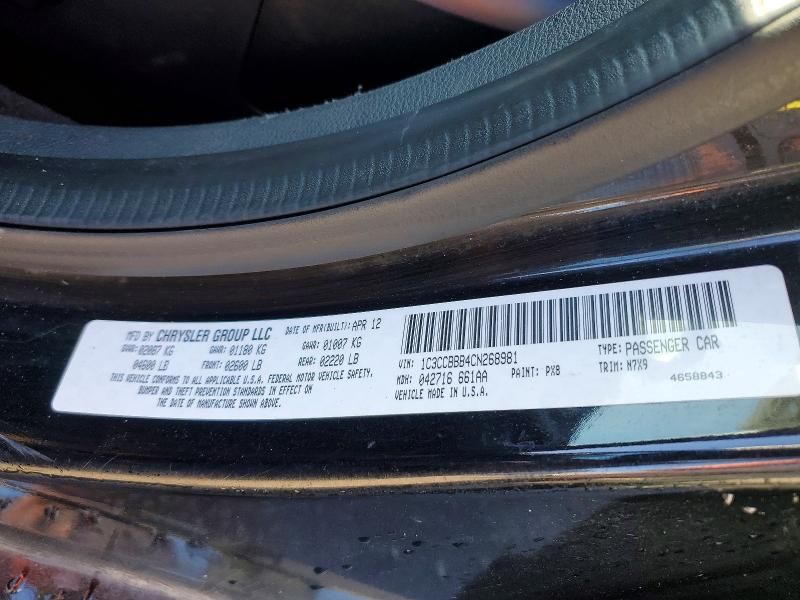 MFD BY CHRYSLER GROUP LLC DATE OF MFR(BUILT): APR 12
GVWR: 02087 KG GAWR: 01180 KG GAWR: 01007 KG
04600 LB FRONT: 02600 LB REAR: 02220 LB
THIS VEHICLE CONFORMS TO ALL APPLICABLE U.S.A. FEDERAL MOTOR VEHICLE SAFETY,
BUMPER AND THEFT PREVENTION STANDARDS IN EFFECT ON
THE DATE OF MANUFACTURE SHOWN ABOVE.
VIN: 1C3CCBBB4CN268981 TYPE: PASSENGER CAR
MDH: 042716 661AA PAINT: PX8 TRIM: N7X9
VEHICLE MADE IN U.S.A. 4658843